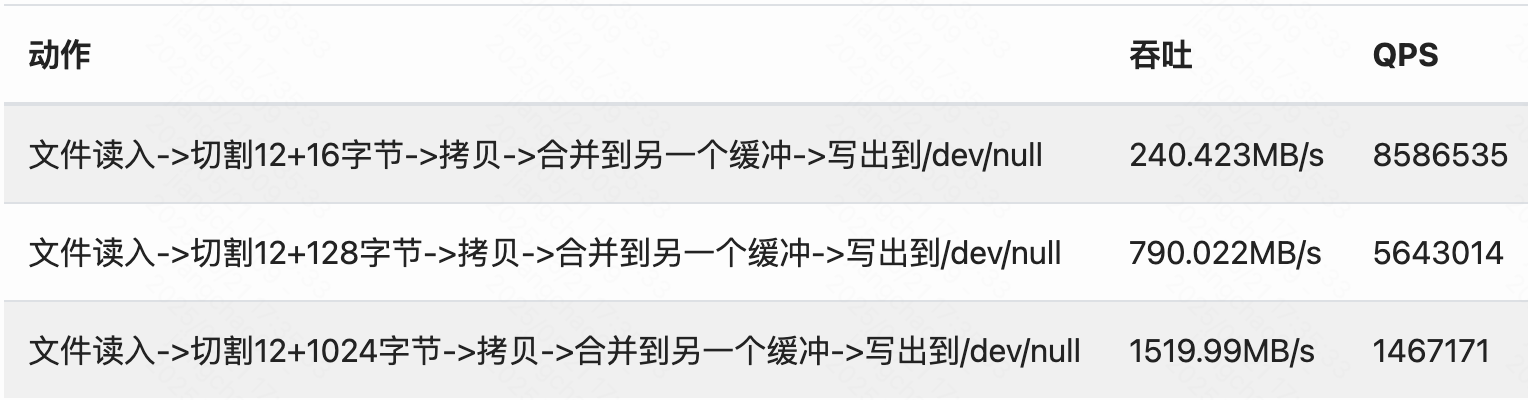 动作 吞吐 QPS
文件读入->切割12+16字节->拷贝->合并到另一个缓冲->写出到/dev/null 240.423MB/s 8586535
文件读入->切割12+128字节->拷贝->合并到另一个缓冲->写出到/dev/null 790.022MB/s 5643014
文件读入->切割12+1024字节->拷贝->合并到另一个缓冲->写出到/dev/null 1519.99MB/s 1467171